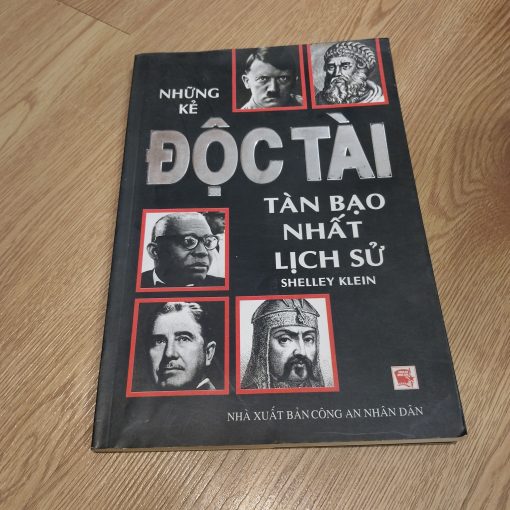 NHỮNG
KẺ
ĐỘC TÀI
TÀN BẠO
NHẤT
LỊCH SỬ
SHELLEY KLEIN
NHÀ XUẤT BẢN CÔNG AN NHÂN DÂN